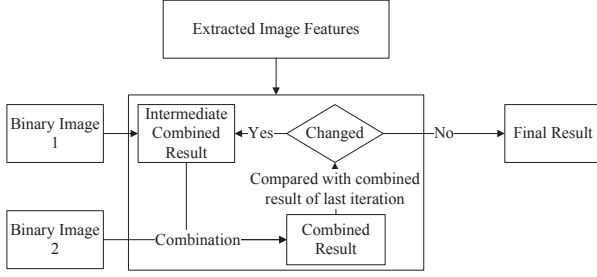 Extracted Image Features
Binary Image
1
Intermediate
Combined
Result
Yes
Changed
No
Final Result
Compared with combined
result of last iteration
Binary Image
2
Combination
Combined
Result